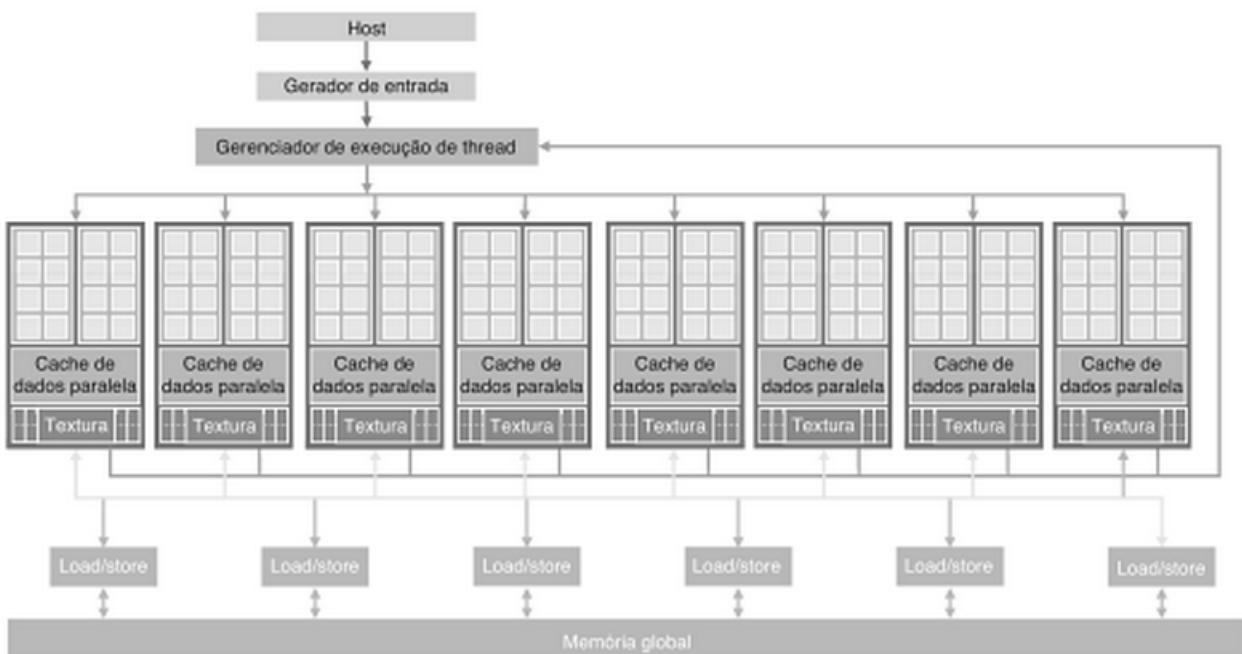 Host
Gerador de entrada
Gerenciador de execução de thread
Cache de
dados paralela
Textura
Cache de
dados paralela
Textura
Cache de
dados paralela
Textura
Cache de
dados paralela
Textura
Cache de
dados paralela
Textura
Cache de
dados paralela
Textura
Cache de
dados paralela
Textura
Cache de
dados paralela
Textura
Load/store
Load/store
Load/store
Load/store
Load/store
Load/store
Memória global